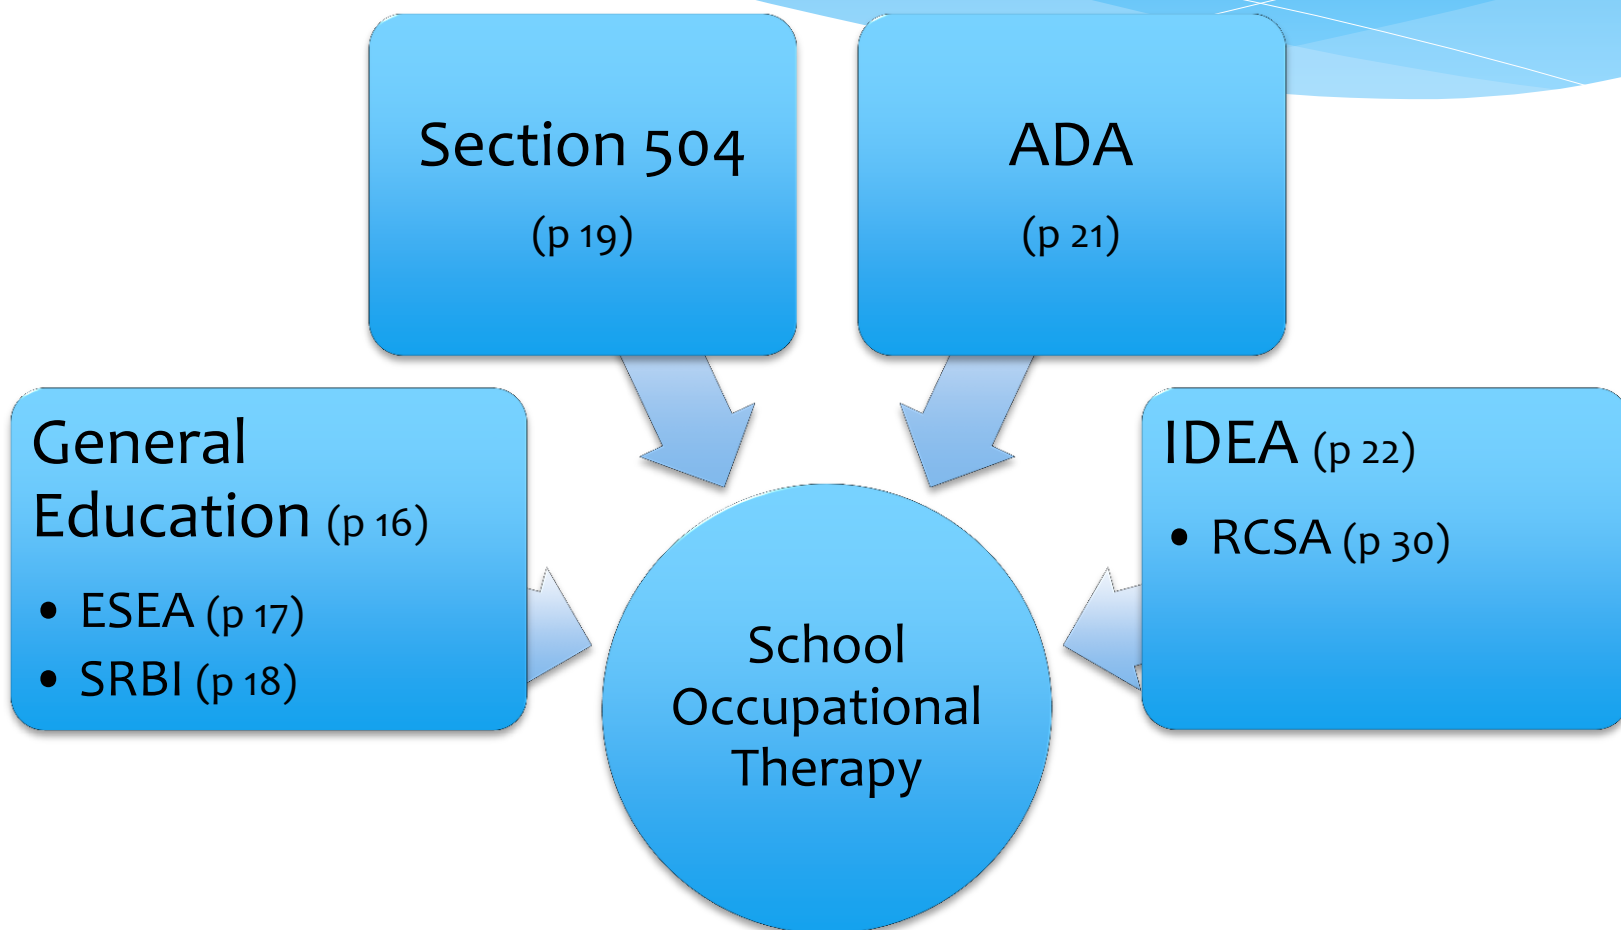 Section 504
(p 19)
ADA
(p 21)
General
Education (p 16)
• ESEA (p 17)
• SRBI (p 18)
IDEA (p 22)
• RCSA (p 30)
School
Occupational
Therapy